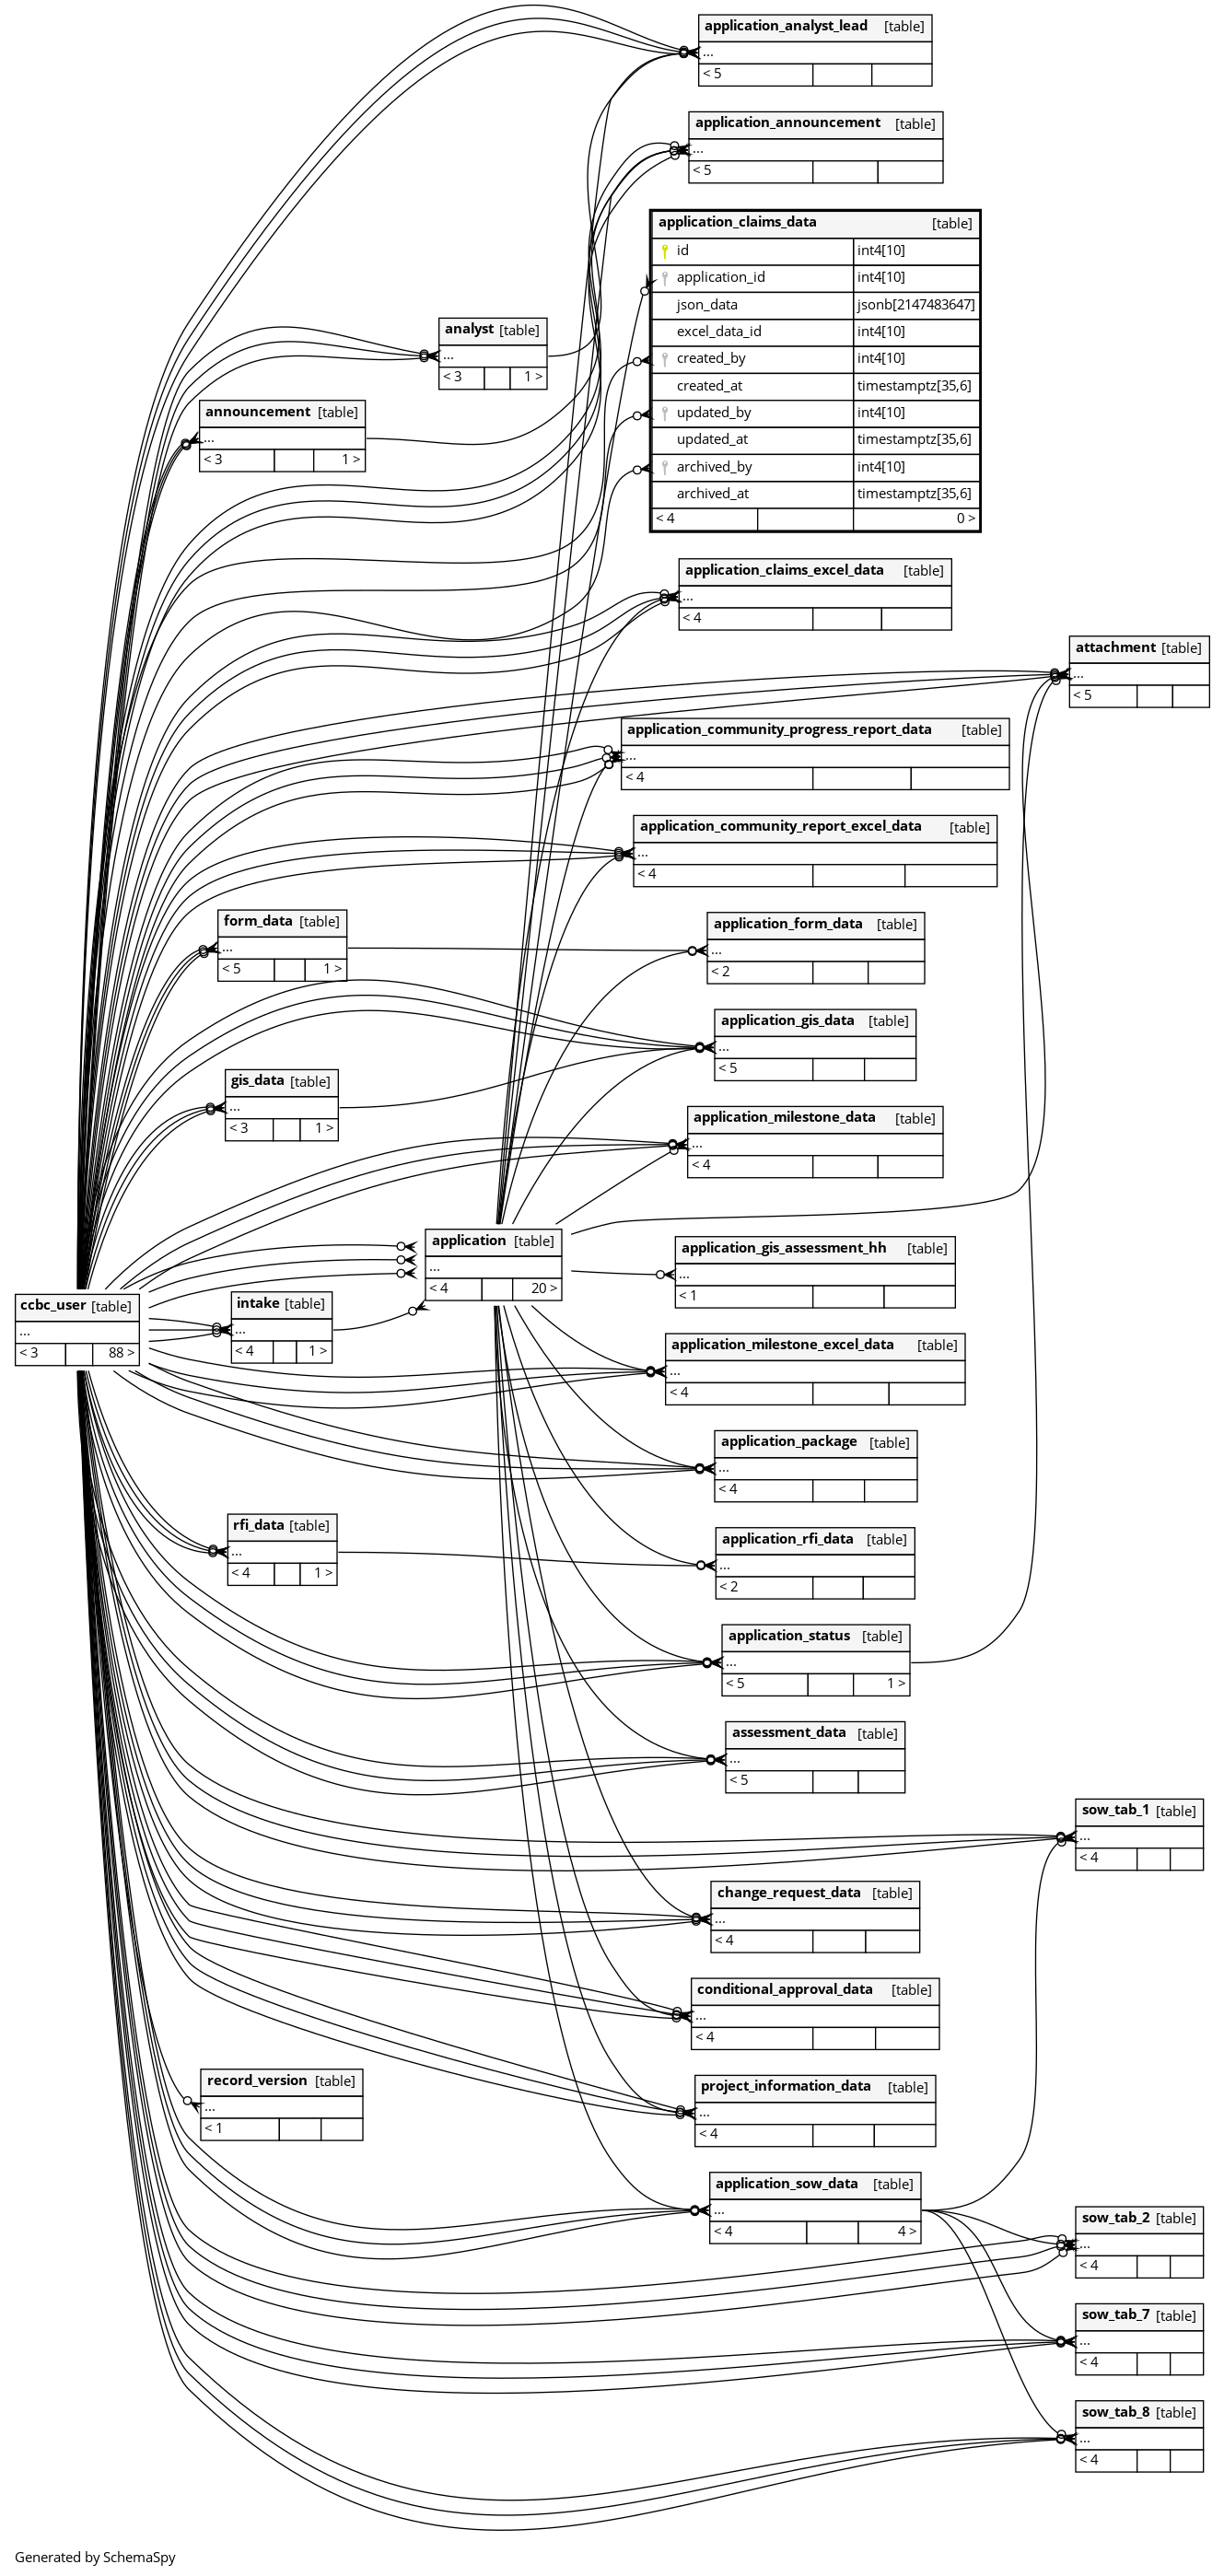 application_analyst_lead [table]
...
< 5
application_announcement [table]
...
< 5
application_claims_data [table]
id int4[10]
application_id int4[10]
json_data jsonb[2147483647]
excel_data_id int4[10]
created_by int4[10]
created_at timestamptz[35,6]
updated_by int4[10]
updated_at timestamptz[35,6]
archived_by int4[10]
archived_at timestamptz[35,6]
< 4 0 >
analyst [table]
...
< 3 1 >
announcement [table]
...
< 3 1 >
application_claims_excel_data [table]
...
< 4
attachment [table]
...
< 5
application_community_progress_report_data [table]
...
< 4
application_community_report_excel_data [table]
...
< 4
form_data [table]
...
< 5 1 >
application_form_data [table]
...
< 2
application_gis_data [table]
...
< 5
gis_data [table]
...
< 3 1 >
application_milestone_data [table]
...
< 4
application [table]
...
< 4 20 >
application_gis_assessment_hh [table]
...
< 1
ccbc_user [table]
...
< 3 88 >
intake [table]
...
< 4 1 >
application_milestone_excel_data [table]
...
< 4
application_package [table]
...
< 4
rfi_data [table]
...
< 4 1 >
application_rfi_data [table]
...
< 2
application_status [table]
...
< 5 1 >
assessment_data [table]
...
< 5
sow_tab_1 [table]
...
< 4
change_request_data [table]
...
< 4
conditional_approval_data [table]
...
< 4
record_version [table]
...
< 1
project_information_data [table]
...
< 4
application_sow_data [table]
...
< 4 4 >
sow_tab_2 [table]
...
< 4
sow_tab_7 [table]
...
< 4
sow_tab_8 [table]
...
< 4
Generated by SchemaSpy